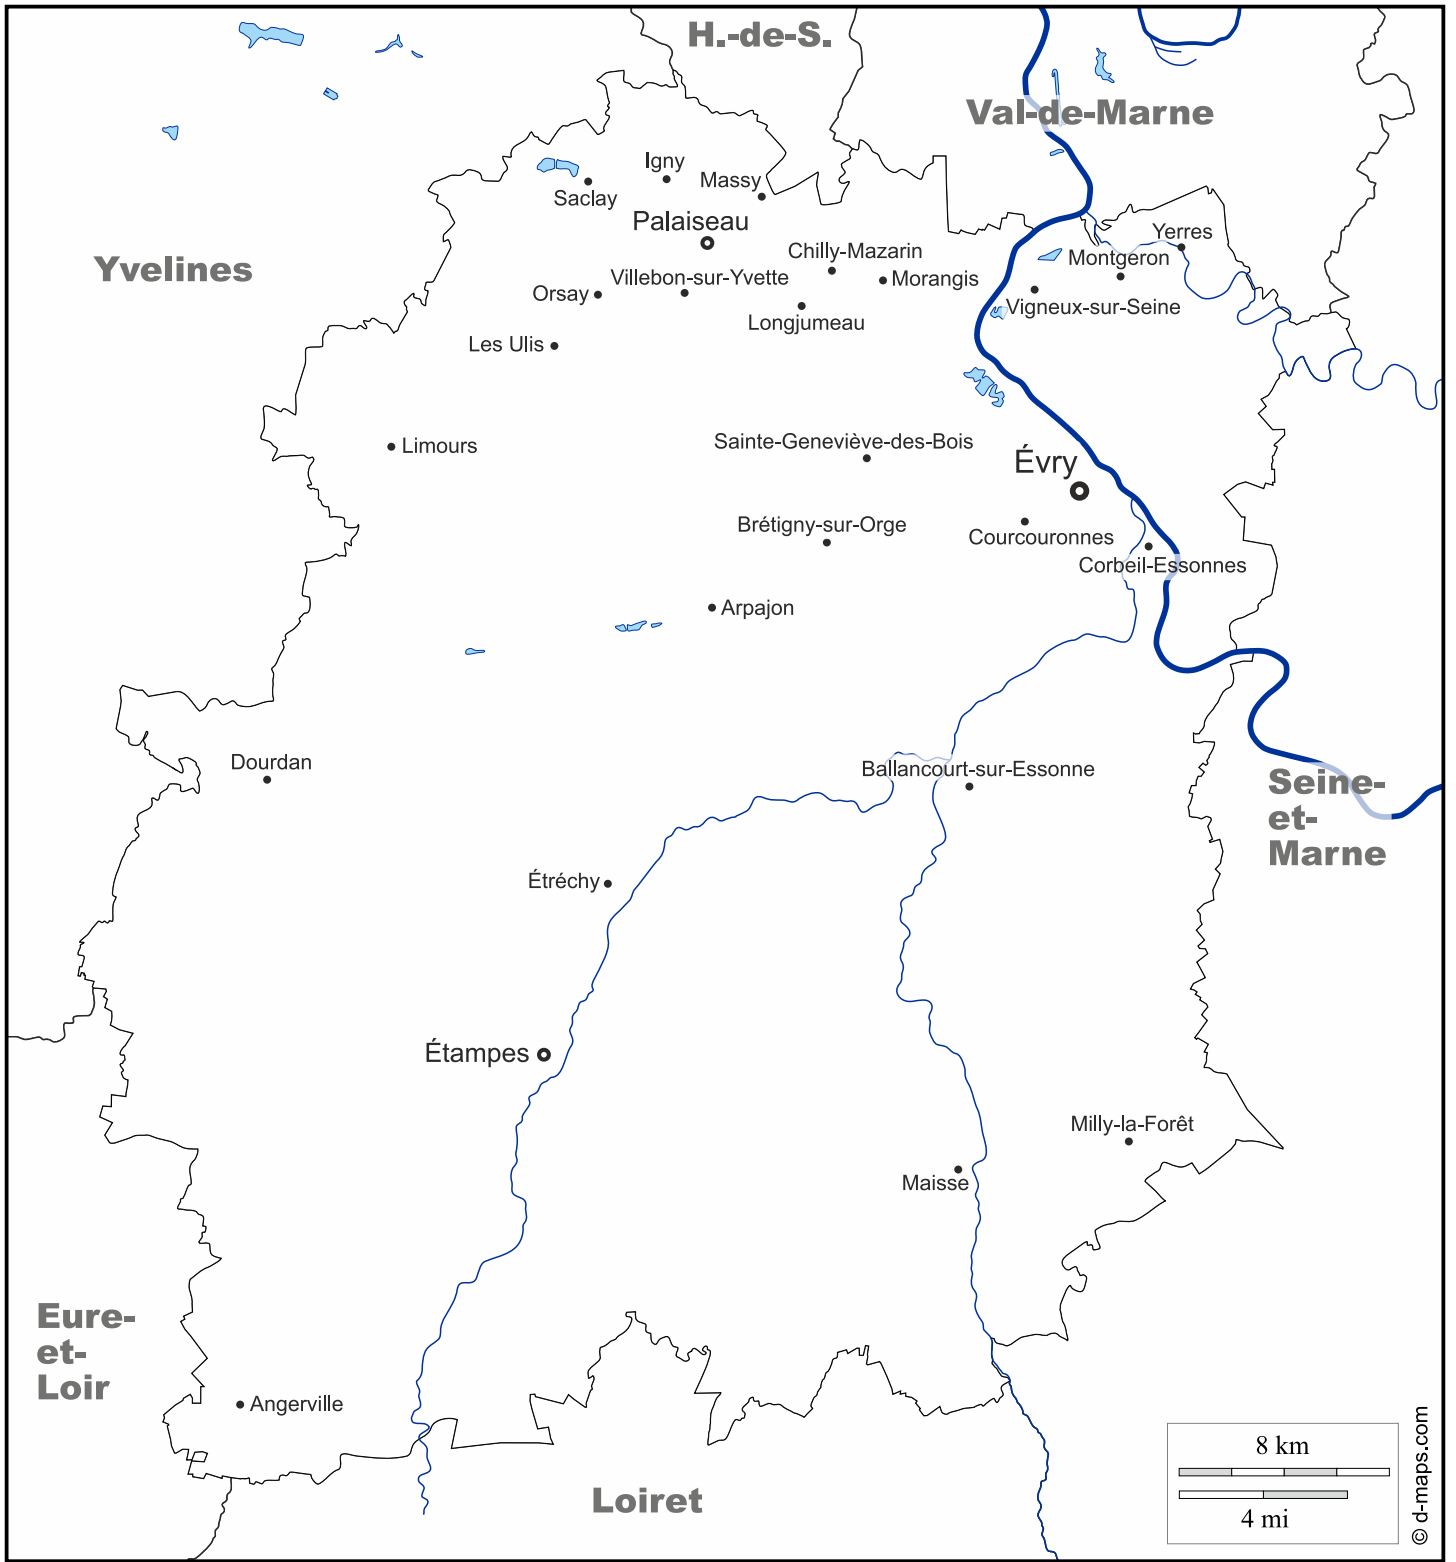 H.-de-S.
Val-de-Marne
Igny
Massy
Saclay
Palaiseau
Yerres
Chilly-Mazarin
Montgeron
Yvelines
Villebon-sur-Yvette
Morangis
Orsay
Vigneux-sur-Seine
Longjumeau
Les Ulis
Sainte-Geneviève-des-Bois
Limours
Évry
Brétigny-sur-Orge
Courcouronnes
Corbeil-Essonnes
Arpajon
Dourdan
Ballancourt-sur-Essonne
Seine-
et-
Marne
Étréchy
Étampes
Milly-la-Forêt
Maisse
Eure-
et-
Loir
Angerville
Loiret
8 km
4 mi
© d-maps.com